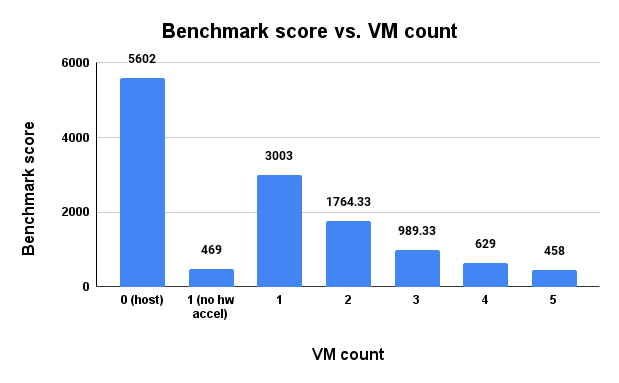 Benchmark score vs. VM count
Benchmark score
6000
4000
2000
0
5602
469
3003
1764.33
989.33
629
458
0 (host)
1 (no hw
accel)
1
2
3
4
5
VM count